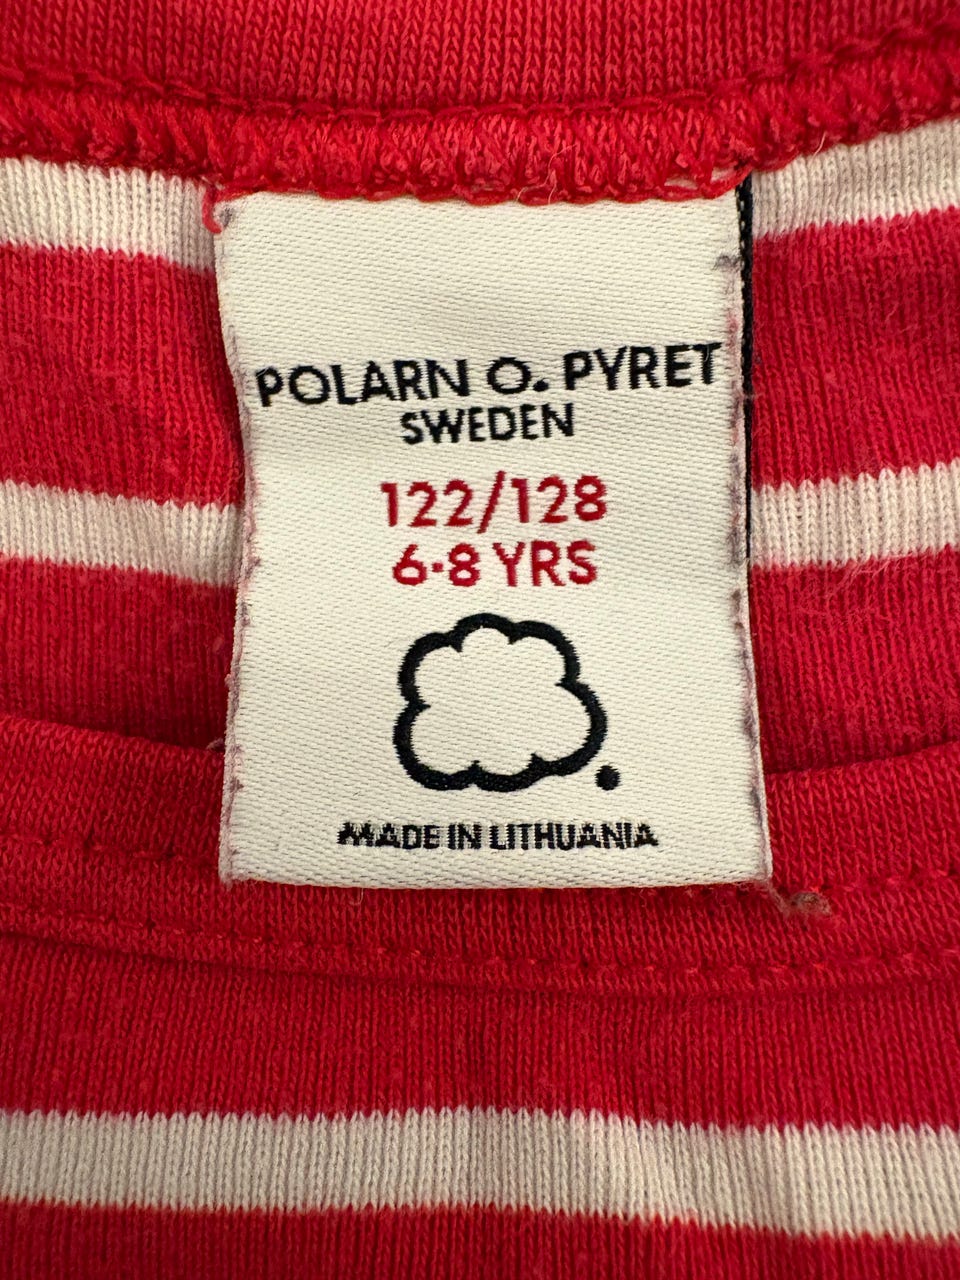 POLARN O. PYRET
SWEDEN
122/128
6-8 YRS
MADE IN LITHUANIA